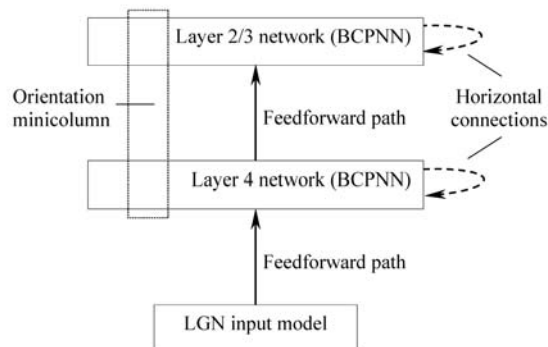 Layer 2/3 network (BCPNN)
Orientation
minicolumn
Feedforward path
Horizontal
connections
Layer 4 network (BCPNN)
Feedforward path
LGN input model